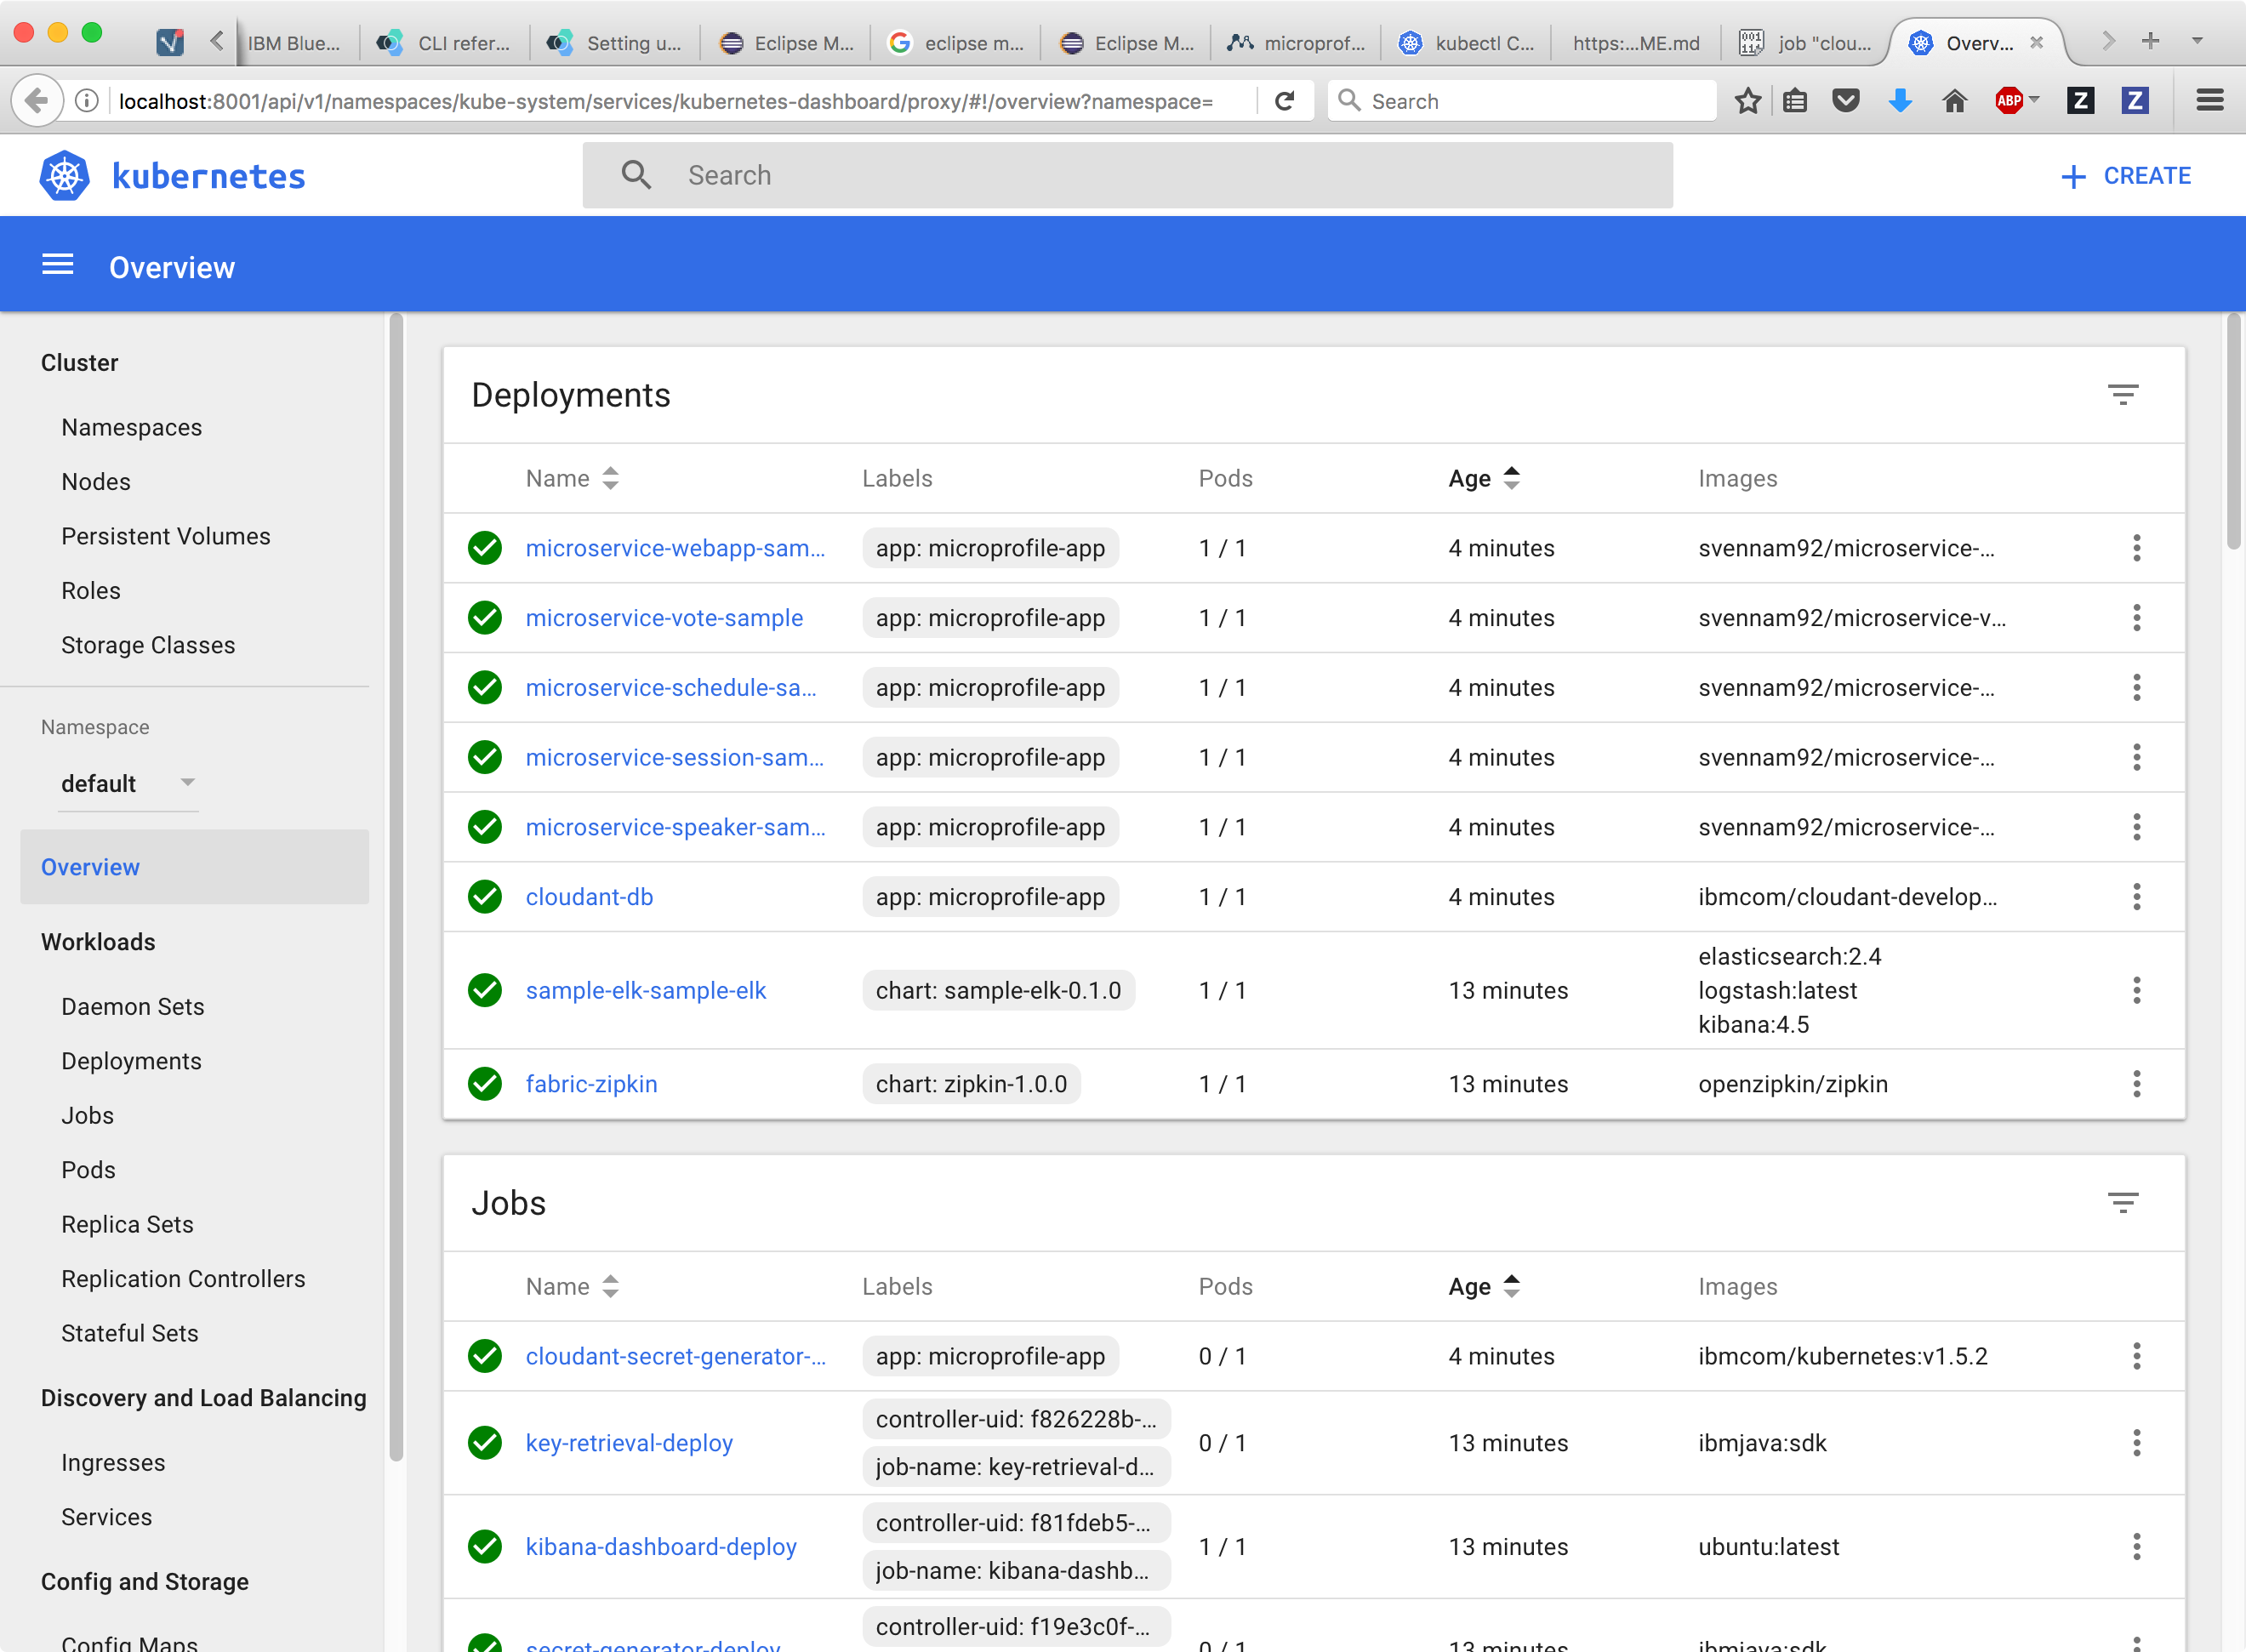 IBM Blue...
CLI refer...
Setting u...
Eclipse M...
eclipse m...
Eclipse M...
microprof...
kubectl C...
https:...ME.md
job "clou...
Overv...
localhost:8001/api/v1/namespaces/kube-system/services/kubernetes-dashboard/proxy/#!/overview?namespace=
Search
ABP
Z
Z
kubernetes
Search
+ CREATE
Overview
Cluster
Namespaces
Nodes
Persistent Volumes
Roles
Storage Classes
Namespace
default
Overview
Workloads
Daemon Sets
Deployments
Jobs
Pods
Replica Sets
Replication Controllers
Stateful Sets
Discovery and Load Balancing
Ingresses
Services
Config and Storage
Config Maps
Deployments
Name Labels Pods Age Images
microservice-webapp-sam... app: microprofile-app 1 / 1 4 minutes svennam92/microservice-...
microservice-vote-sample app: microprofile-app 1 / 1 4 minutes svennam92/microservice-v...
microservice-schedule-sa... app: microprofile-app 1 / 1 4 minutes svennam92/microservice-...
microservice-session-sam... app: microprofile-app 1 / 1 4 minutes svennam92/microservice-...
microservice-speaker-sam... app: microprofile-app 1 / 1 4 minutes svennam92/microservice-...
cloudant-db app: microprofile-app 1 / 1 4 minutes ibmcom/cloudant-develop...
sample-elk-sample-elk chart: sample-elk-0.1.0 1 / 1 13 minutes elasticsearch:2.4
logstash:latest
kibana:4.5
fabric-zipkin chart: zipkin-1.0.0 1 / 1 13 minutes openzipkin/zipkin
Jobs
Name Labels Pods Age Images
cloudant-secret-generator-... app: microprofile-app 0 / 1 4 minutes ibmcom/kubernetes:v1.5.2
key-retrieval-deploy controller-uid: f826228b-... 0 / 1 13 minutes ibmjava:sdk
job-name: key-retrieval-d...
kibana-dashboard-deploy controller-uid: f81fdeb5-... 1 / 1 13 minutes ubuntu:latest
job-name: kibana-dashb...
controller-uid: f19e3c0f-...
secret-generator-deploy 0 / 1 13 minutes ibmjava:sdk